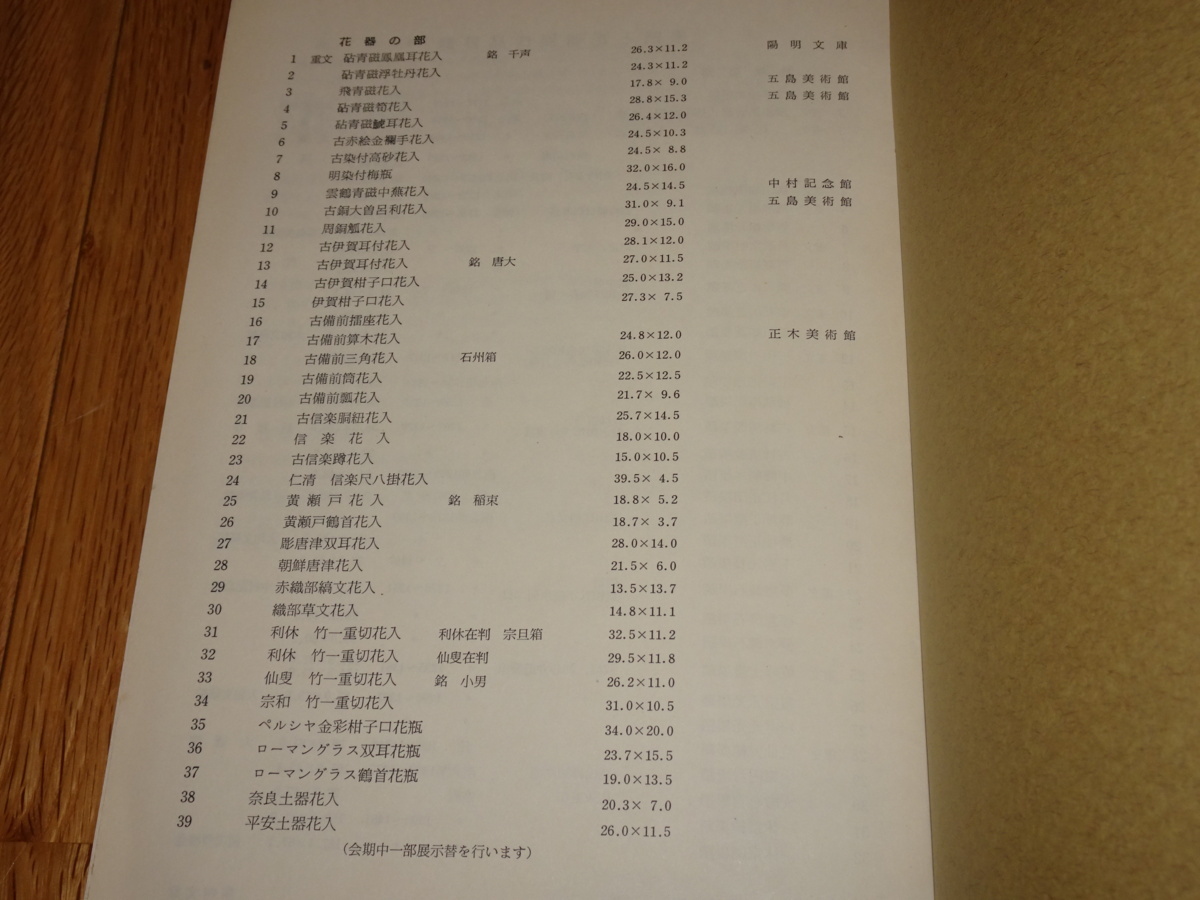 花器の部
1 重文 砧青磁鳳凰耳花入 銘 千声 26.3×11.2 陽明文庫
2 砧青磁浮牡丹花入 24.3×11.2
3 飛青磁花入 17.8× 9.0 五島美術館
4 砧青磁筍花入 28.8×15.3 五島美術館
5 砧青磁鯱耳花入 26.4×12.0
6 古赤絵金襴手花入 24.5×10.3
7 古染付高砂花入 24.5× 8.8
8 明染付梅瓶 32.0×16.0
9 雲鶴青磁中蕪花入 24.5×14.5 中村記念館
10 古銅大曽呂利花入 31.0× 9.1 五島美術館
11 周銅觚花入 29.0×15.0
12 古伊賀耳付花入 28.1×12.0
13 古伊賀耳付花入 銘 唐大 27.0×11.5
14 古伊賀柑子口花入 25.0×13.2
15 伊賀柑子口花入 27.3× 7.5
16 古備前擂座花入
17 古備前算木花入 24.8×12.0 正木美術館
18 古備前三角花入 石州箱 26.0×12.0
19 古備前筒花入 22.5×12.5
20 古備前瓢花入 21.7× 9.6
21 古信楽胴紐花入 25.7×14.5
22 信楽花入 18.0×10.0
23 古信楽蹲花入 15.0×10.5
24 仁清 信楽尺八掛花入 39.5× 4.5
25 黄瀬戸花入 銘 稲束 18.8× 5.2
26 黄瀬戸鶴首花入 18.7× 3.7
27 彫唐津双耳花入 28.0×14.0
28 朝鮮唐津花入 21.5× 6.0
29 赤織部縞文花入 13.5×13.7
30 織部草文花入 14.8×11.1
31 利休 竹一重切花入 利休在判 宗旦箱 32.5×11.2
32 利休 竹一重切花入 仙叟在判 29.5×11.8
33 仙叟 竹一重切花入 銘 小男 26.2×11.0
34 宗和 竹一重切花入 31.0×10.5
35 ペルシヤ金彩柑子口花瓶 34.0×20.0
36 ローマングラス双耳花瓶 23.7×15.5
37 ローマングラス鶴首花瓶 19.0×13.5
38 奈良土器花入 20.3× 7.0
39 平安土器花入 26.0×11.5
（会期中一部展示替を行います）